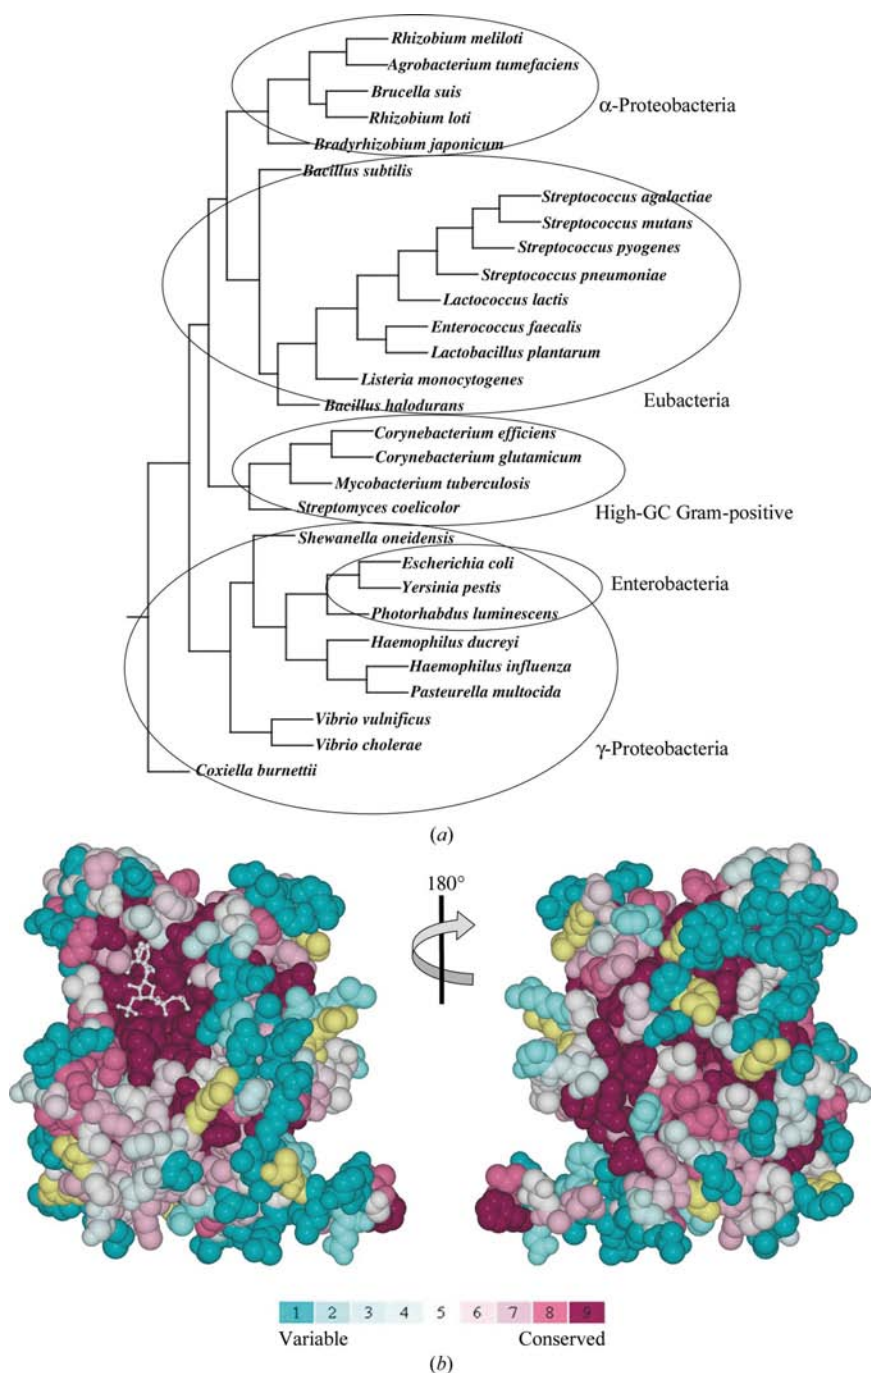 Rhizobium meliloti
Agrobacterium tumefaciens
Brucella suis
α-Proteobacteria
Rhizobium loti
Bradyrhizobium japonicum
Bacillus subtilis
Streptococcus agalactiae
Streptococcus mutans
Streptococcus pyogenes
Streptococcus pneumoniae
Lactococcus lactis
Enterococcus faecalis
Lactobacillus plantarum
Listeria monocytogenes
Eubacteria
Bacillus halodurans
Corynebacterium efficiens
Corynebacterium glutamicum
Mycobacterium tuberculosis
Streptomyces coelicolor
High-GC Gram-positive
Shewanella oneidensis
Escherichia coli
Enterobacteria
Yersinia pestis
Photorhabdus luminescens
Haemophilus ducreyi
Haemophilus influenza
Pasteurella multocida
Vibrio vulnificus
Vibrio cholerae
γ-Proteobacteria
Coxiella burnettii
(a)
180°
1 2 3 4 5 6 7 8 9
Variable Conserved
(b)